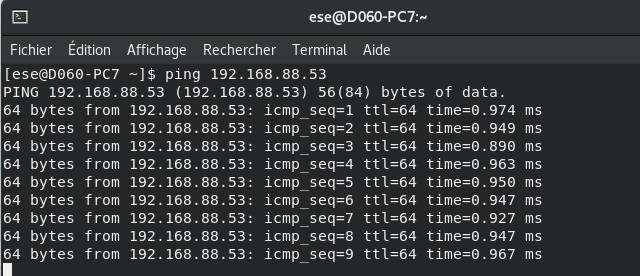 ese@D060-PC7:~
Fichier Édition Affichage Rechercher Terminal Aide
[ese@D060-PC7 ~]$ ping 192.168.88.53
PING 192.168.88.53 (192.168.88.53) 56(84) bytes of data.
64 bytes from 192.168.88.53: icmp_seq=1 ttl=64 time=0.974 ms
64 bytes from 192.168.88.53: icmp_seq=2 ttl=64 time=0.949 ms
64 bytes from 192.168.88.53: icmp_seq=3 ttl=64 time=0.890 ms
64 bytes from 192.168.88.53: icmp_seq=4 ttl=64 time=0.963 ms
64 bytes from 192.168.88.53: icmp_seq=5 ttl=64 time=0.950 ms
64 bytes from 192.168.88.53: icmp_seq=6 ttl=64 time=0.947 ms
64 bytes from 192.168.88.53: icmp_seq=7 ttl=64 time=0.927 ms
64 bytes from 192.168.88.53: icmp_seq=8 ttl=64 time=0.947 ms
64 bytes from 192.168.88.53: icmp_seq=9 ttl=64 time=0.967 ms